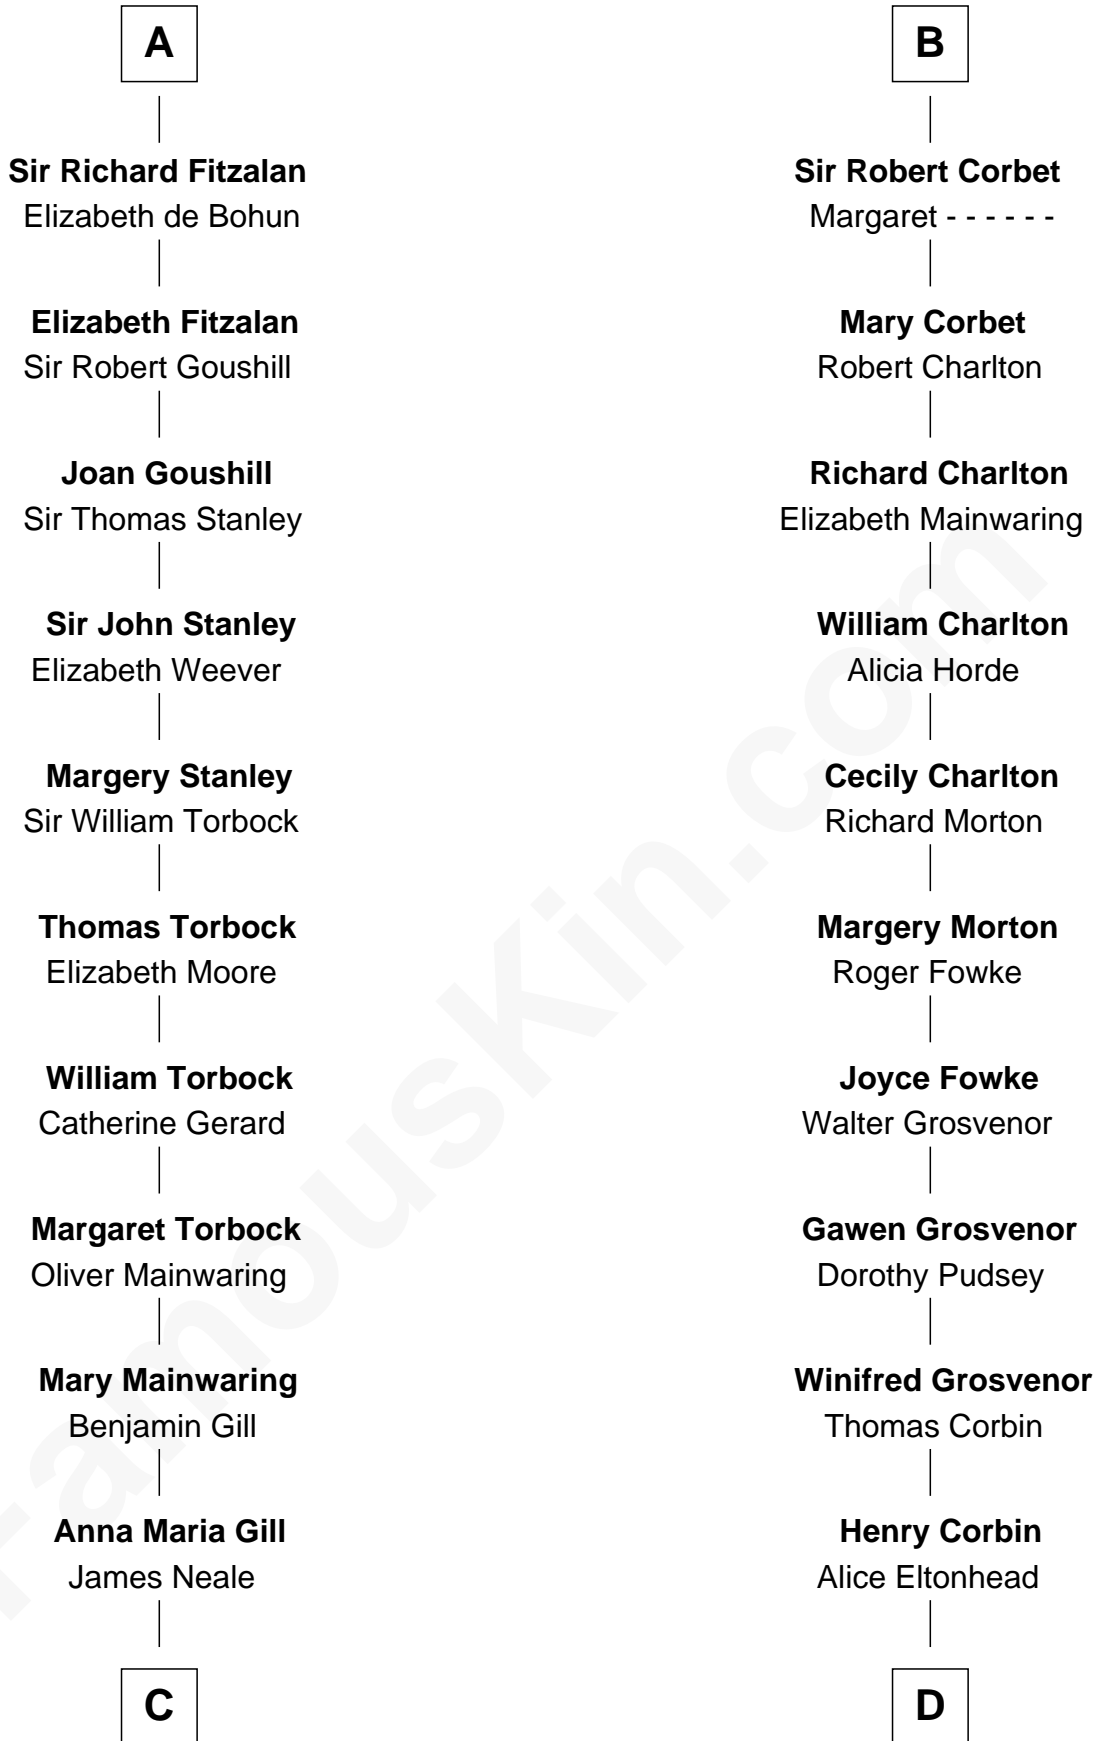 A
Sir Richard Fitzalan
Elizabeth de Bohun
Elizabeth Fitzalan
Sir Robert Goushill
Joan Goushill
Sir Thomas Stanley
Sir John Stanley
Elizabeth Weever
Margery Stanley
Sir William Torbock
Thomas Torbock
Elizabeth Moore
William Torbock
Catherine Gerard
Margaret Torbock
Oliver Mainwaring
Mary Mainwaring
Benjamin Gill
Anna Maria Gill
James Neale
C
B
Sir Robert Corbet
Margaret - - - - - -
Mary Corbet
Robert Charlton
Richard Charlton
Elizabeth Mainwaring
William Charlton
Alicia Horde
Cecily Charlton
Richard Morton
Margery Morton
Roger Fowke
Joyce Fowke
Walter Grosvenor
Gawen Grosvenor
Dorothy Pudsey
Winifred Grosvenor
Thomas Corbin
Henry Corbin
Alice Eltonhead
D
FamousKin.com